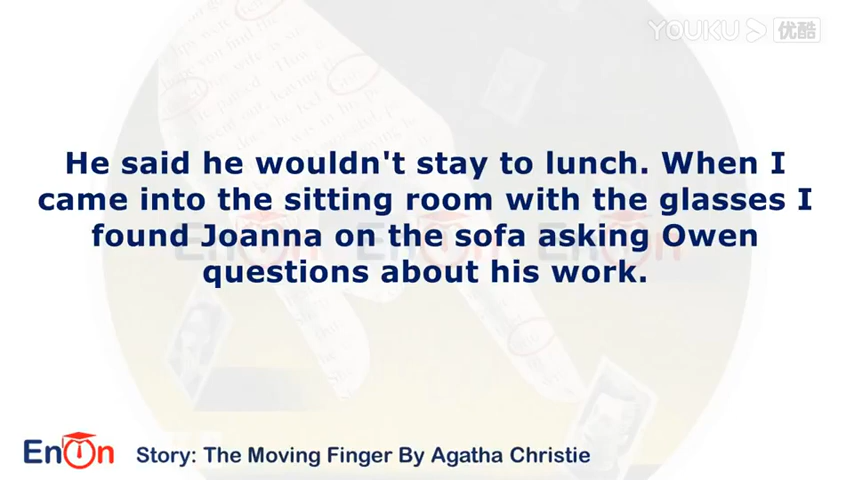 YOUKU 优酷
He said he wouldn't stay to lunch. When I
came into the sitting room with the glasses I
found Joanna on the sofa asking Owen
questions about his work.
EnOn
Story: The Moving Finger By Agatha Christie